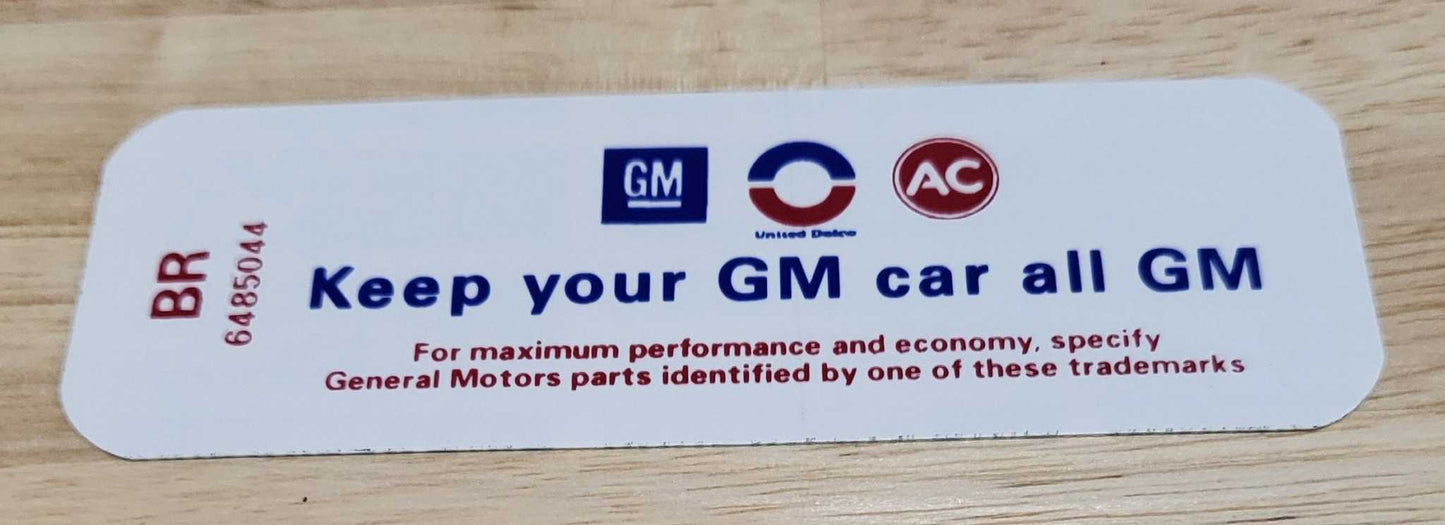 BR
6485044
GM
United Delco
AC
Keep your GM car all GM
For maximum performance and economy, specify
General Motors parts identified by one of these trademarks